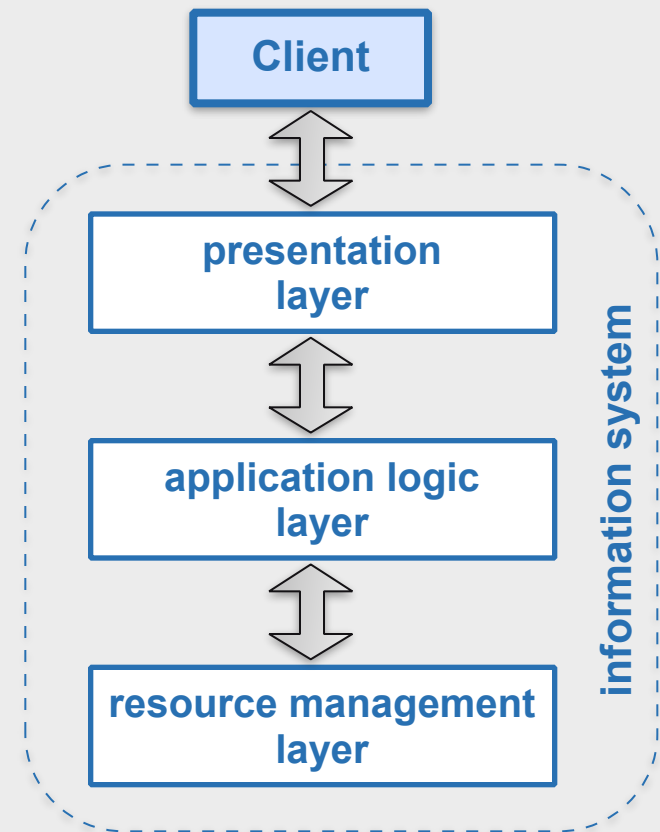 Client
presentation
layer
application logic
layer
resource management
layer
information system